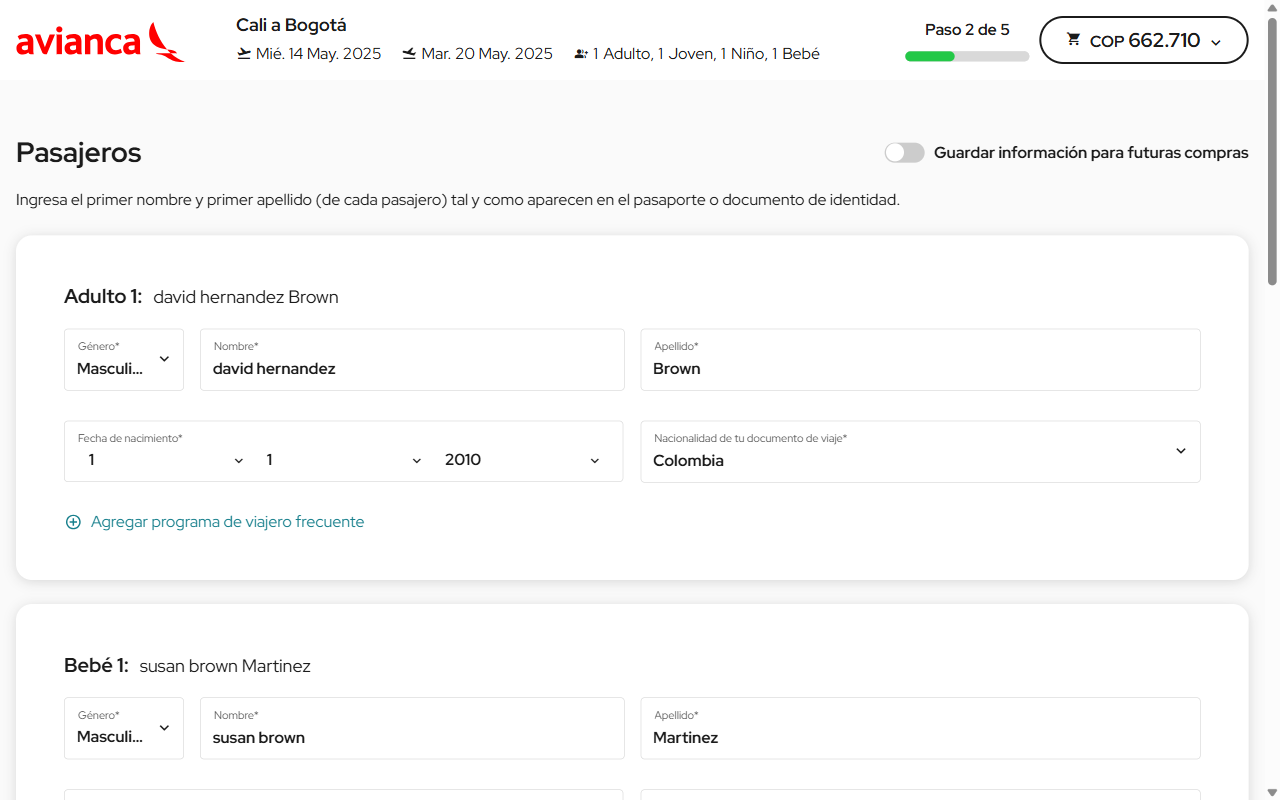 avianca
Cali a Bogotá
Mié. 14 May. 2025 Mar. 20 May. 2025 1 Adulto, 1 Joven, 1 Niño, 1 Bebé
Paso 2 de 5
COP 662.710
Pasajeros
Guardar información para futuras compras
Ingresa el primer nombre y primer apellido (de cada pasajero) tal y como aparecen en el pasaporte o documento de identidad.
Adulto 1: david hernandez Brown
Género* Nombre* Apellido*
Masculi... david hernandez Brown
Fecha de nacimiento* Nacionalidad de tu documento de viaje*
1 1 2010 Colombia
Agregar programa de viajero frecuente
Bebé 1: susan brown Martinez
Género* Nombre* Apellido*
Masculi... susan brown Martinez